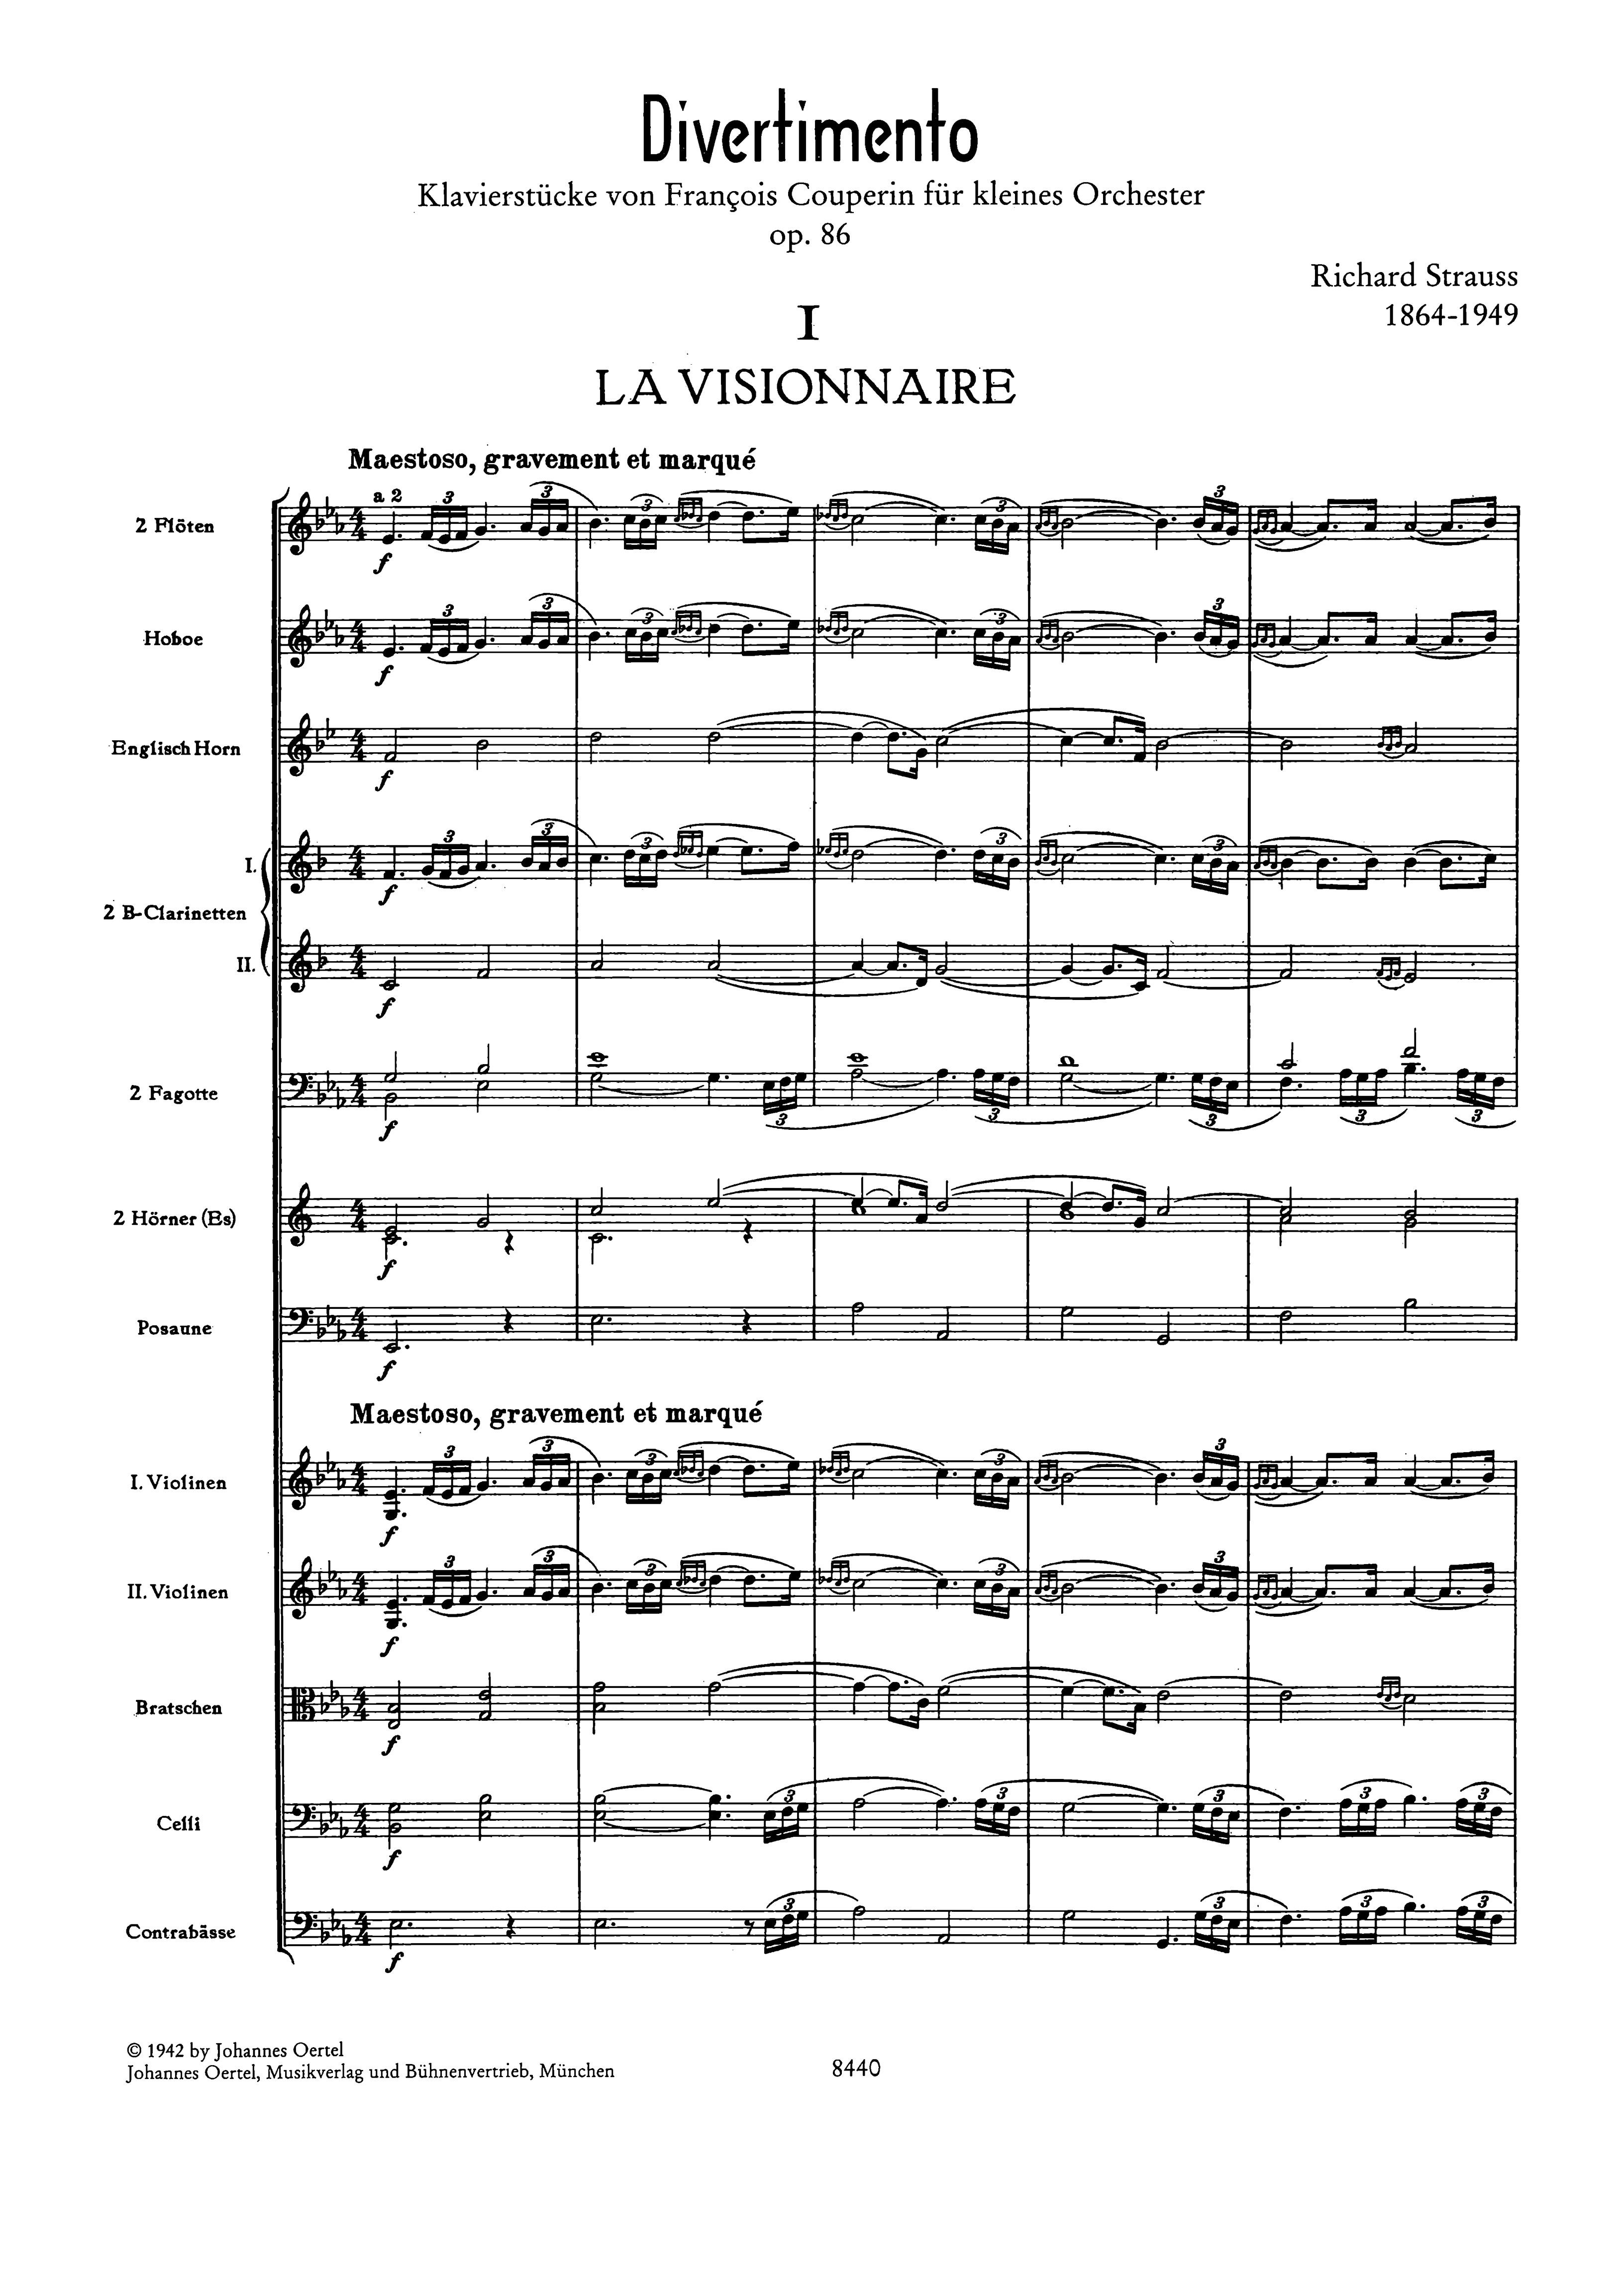 Divertimento
Klavierstücke von François Couperin für kleines Orchester
op. 86
Richard Strauss
1864-1949
I
LA VISIONNAIRE
Maestoso, gravement et marqué
a 2
2 Flöten
Hoboe
Englisch Horn
I.
2 B-Clarinetten
II.
2 Fagotte
2 Hörner (Es)
Posaune
Maestoso, gravement et marqué
I. Violinen
II. Violinen
Bratschen
Celli
Contrabässe
© 1942 by Johannes Oertel
Johannes Oertel, Musikverlag und Bühnenvertrieb, München
8440